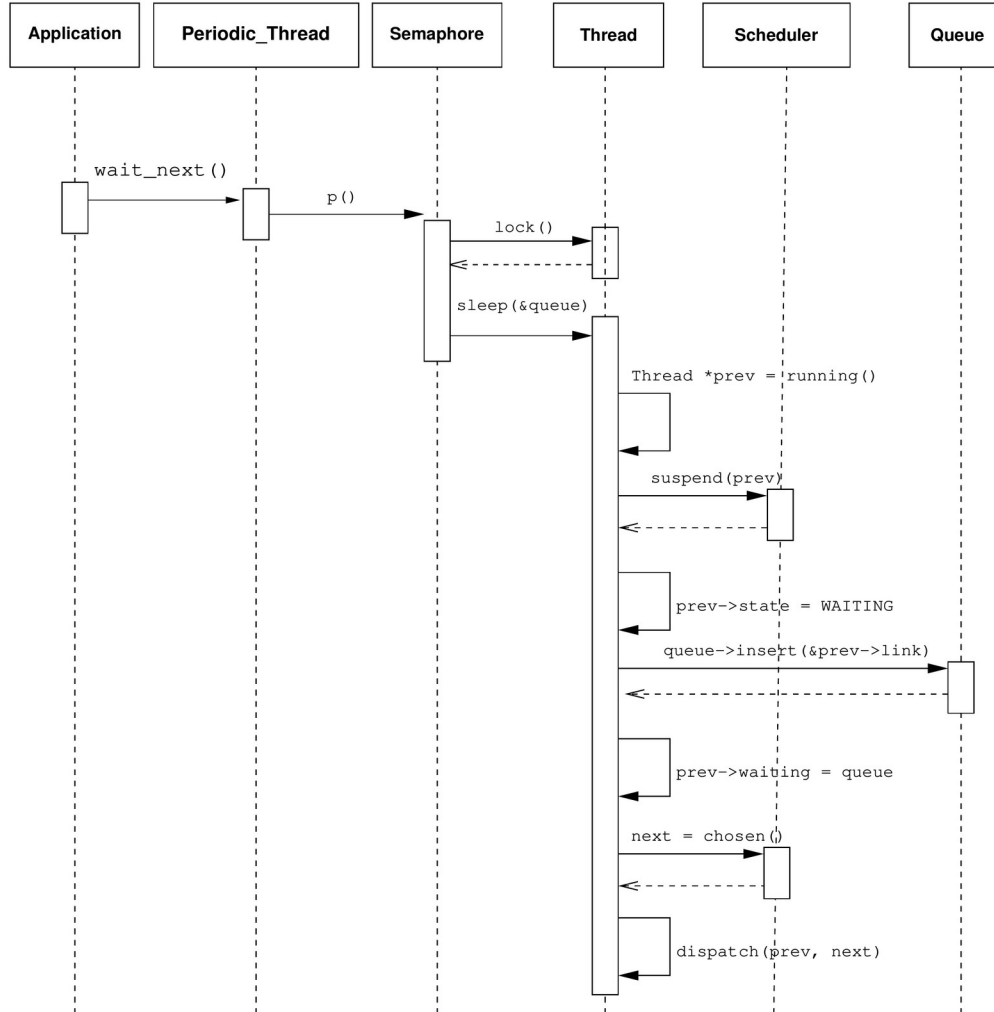 Application
Periodic_Thread
Semaphore
Thread
Scheduler
Queue
wait_next()
p()
lock()
sleep(&queue)
Thread *prev = running()
suspend(prev)
prev->state = WAITING
queue->insert(&prev->link)
prev->waiting = queue
next = chosen()
dispatch(prev, next)